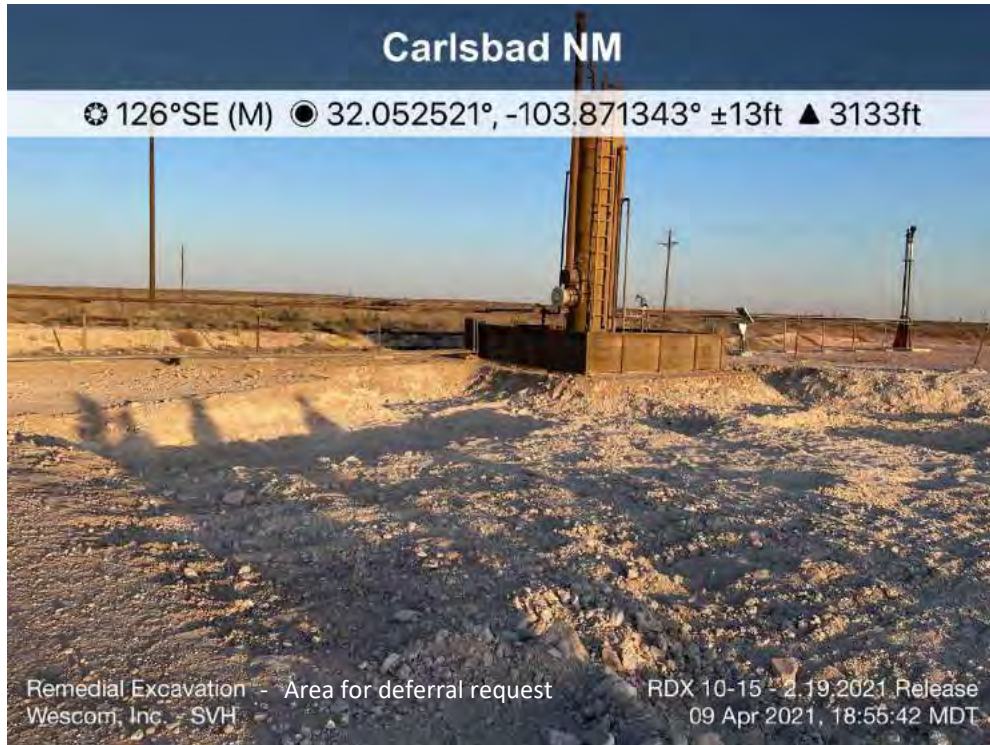 Carlsbad NM
126°SE (M) 32.052521°, -103.871343° ±13ft ▲ 3133ft
Remedial Excavation - Area for deferral request
Wescom, Inc. - SVH
RDX 10-15 - 2.19.2021 Release
09 Apr 2021, 18:55:42 MDT